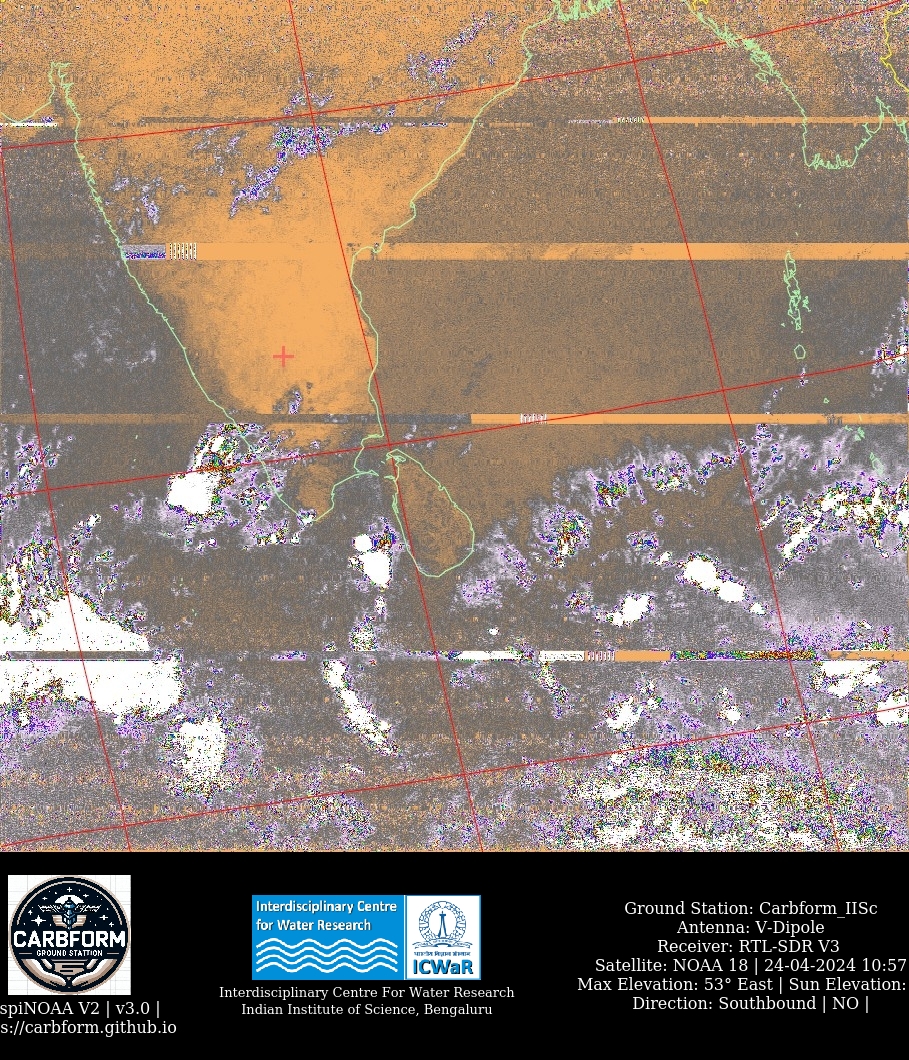 CARBFORM
GROUND STATION
spiNOAA V2 | v3.0 |
s://carbform.github.io
Interdisciplinary Centre
for Water Research
ICWaR
Interdisciplinary Centre For Water Research
Indian Institute of Science, Bengaluru
Ground Station: Carbform_IISc
Antenna: V-Dipole
Receiver: RTL-SDR V3
Satellite: NOAA 18 | 24-04-2024 10:57
Max Elevation: 53° East | Sun Elevation:
Direction: Southbound | NO |